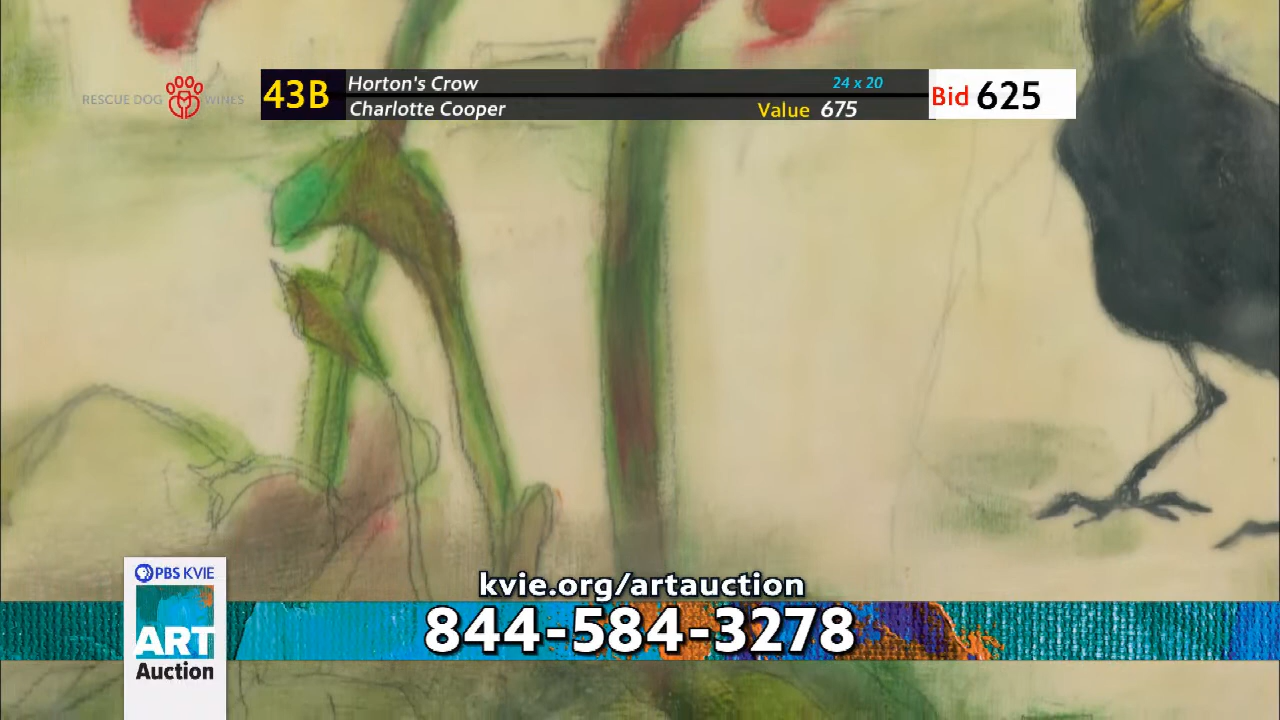 RESCUE DOG WINES
43B
Horton's Crow
24 x 20
Charlotte Cooper
Value 675
Bid 625
PBS KVIE
ART
Auction
kvie.org/artauction
844-584-3278